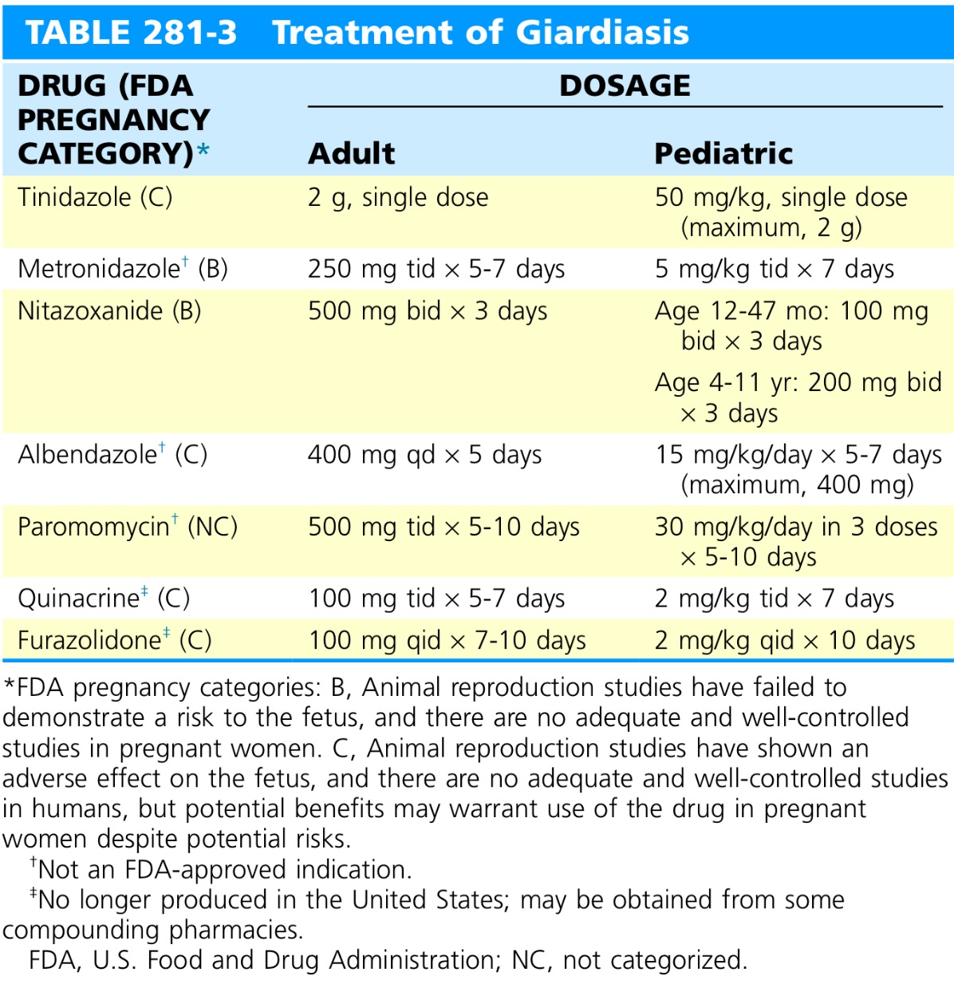 TABLE 281-3 Treatment of Giardiasis
DRUG (FDA PREGNANCY CATEGORY)* DOSAGE
Adult Pediatric
Tinidazole (C) 2 g, single dose 50 mg/kg, single dose
(maximum, 2 g)
Metronidazole† (B) 250 mg tid × 5-7 days 5 mg/kg tid × 7 days
Nitazoxanide (B) 500 mg bid × 3 days Age 12-47 mo: 100 mg
bid × 3 days
Age 4-11 yr: 200 mg bid
× 3 days
Albendazole† (C) 400 mg qd × 5 days 15 mg/kg/day × 5-7 days
(maximum, 400 mg)
Paromomycin† (NC) 500 mg tid × 5-10 days 30 mg/kg/day in 3 doses
× 5-10 days
Quinacrine‡ (C) 100 mg tid × 5-7 days 2 mg/kg tid × 7 days
Furazolidone‡ (C) 100 mg qid × 7-10 days 2 mg/kg qid × 10 days
*FDA pregnancy categories: B, Animal reproduction studies have failed to
demonstrate a risk to the fetus, and there are no adequate and well-controlled
studies in pregnant women. C, Animal reproduction studies have shown an
adverse effect on the fetus, and there are no adequate and well-controlled studies
in humans, but potential benefits may warrant use of the drug in pregnant
women despite potential risks.
†Not an FDA-approved indication.
‡No longer produced in the United States; may be obtained from some
compounding pharmacies.
FDA, U.S. Food and Drug Administration; NC, not categorized.